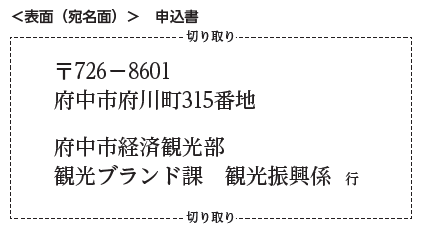 ＜表面（宛名面）＞　申込書
切り取り
〒726－8601
府中市府川町315番地
府中市経済観光部
観光ブランド課　観光振興係　行
切り取り